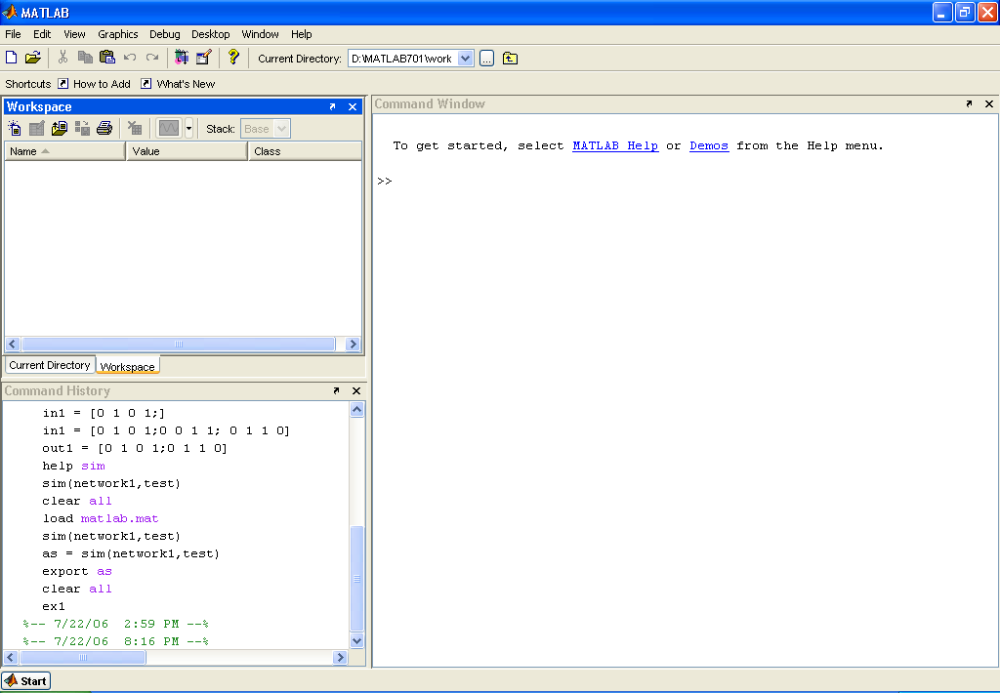 MATLAB
File Edit View Graphics Debug Desktop Window Help
Current Directory: D:\MATLAB701\work ...
Shortcuts How to Add What's New
Workspace
Stack: Base
Name Value Class
Current Directory Workspace
Command History
in1 = [0 1 0 1;]
in1 = [0 1 0 1;0 0 1 1; 0 1 1 0]
out1 = [0 1 0 1;0 1 1 0]
help sim
sim(network1,test)
clear all
load matlab.mat
sim(network1,test)
as = sim(network1,test)
export as
clear all
ex1
%-- 7/22/06 2:59 PM --%
%-- 7/22/06 8:16 PM --%
Command Window
To get started, select MATLAB Help or Demos from the Help menu.
>>
Start